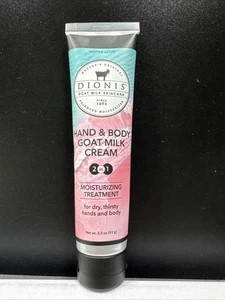 DIONIS
GOAT MILK SKINCARE
HAND & BODY
GOAT MILK
CREAM
2 in 1
MOISTURIZING
TREATMENT
for dry, thirsty
hands and body